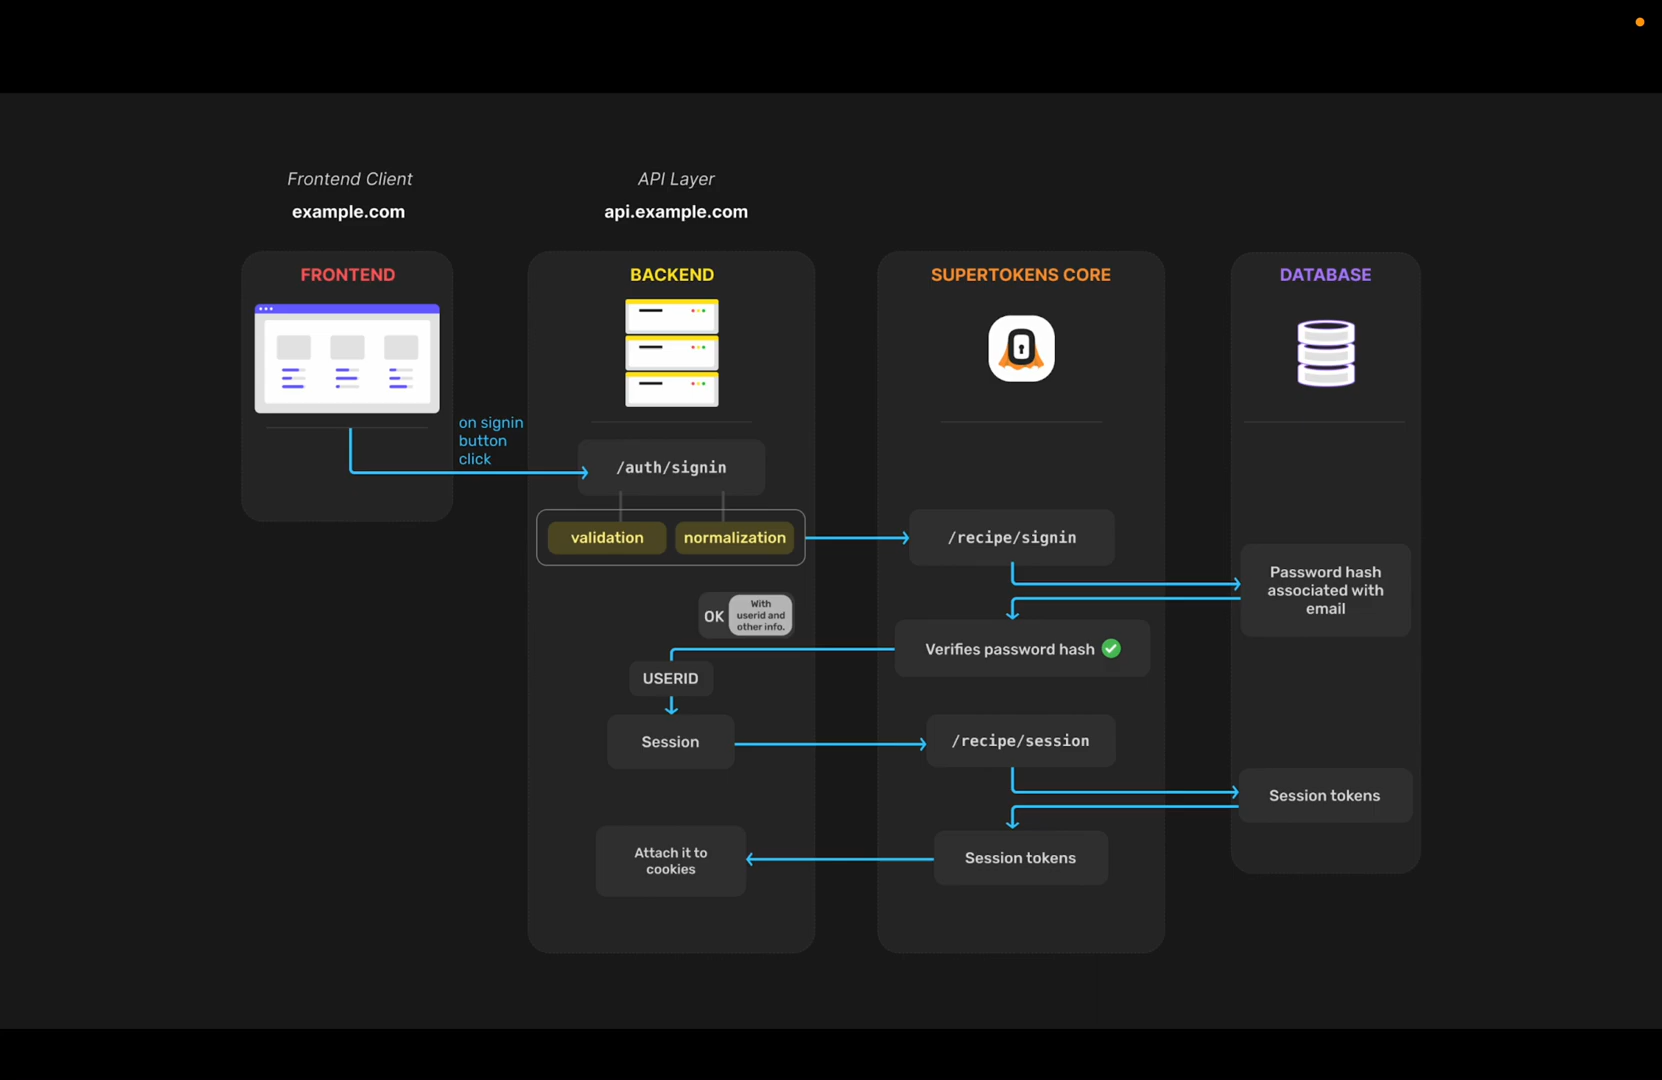 Frontend Client
example.com
API Layer
api.example.com
FRONTEND
BACKEND
SUPERTOKENS CORE
DATABASE
on signin
button
click
/auth/signin
validation
normalization
/recipe/signin
Password hash
associated with
email
OK
With
userid and
other info.
Verifies password hash
USERID
Session
/recipe/session
Session tokens
Attach it to
cookies
Session tokens